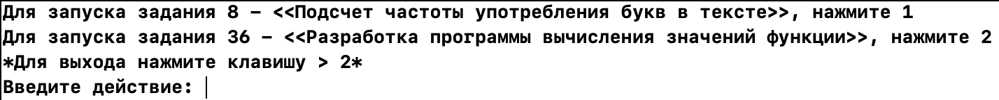 Для запуска задания 8 – <<Подсчет частоты употребления букв в тексте>>, нажмите 1
Для запуска задания 36 – <<Разработка программы вычисления значений функции>>, нажмите 2
*Для выхода нажмите клавишу > 2*
Введите действие: